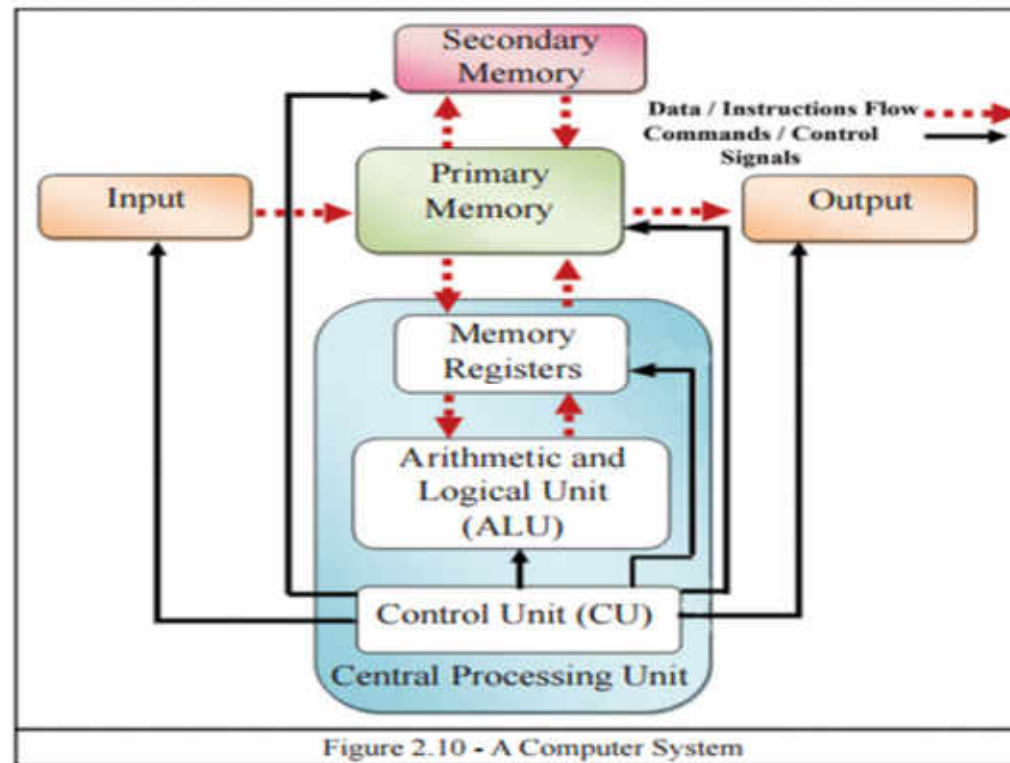 Secondary
Memory
Data / Instructions Flow
Commands / Control
Signals
Primary
Memory
Input
Output
Memory
Registers
Arithmetic and
Logical Unit
(ALU)
Control Unit (CU)
Central Processing Unit
Figure 2.10 - A Computer System